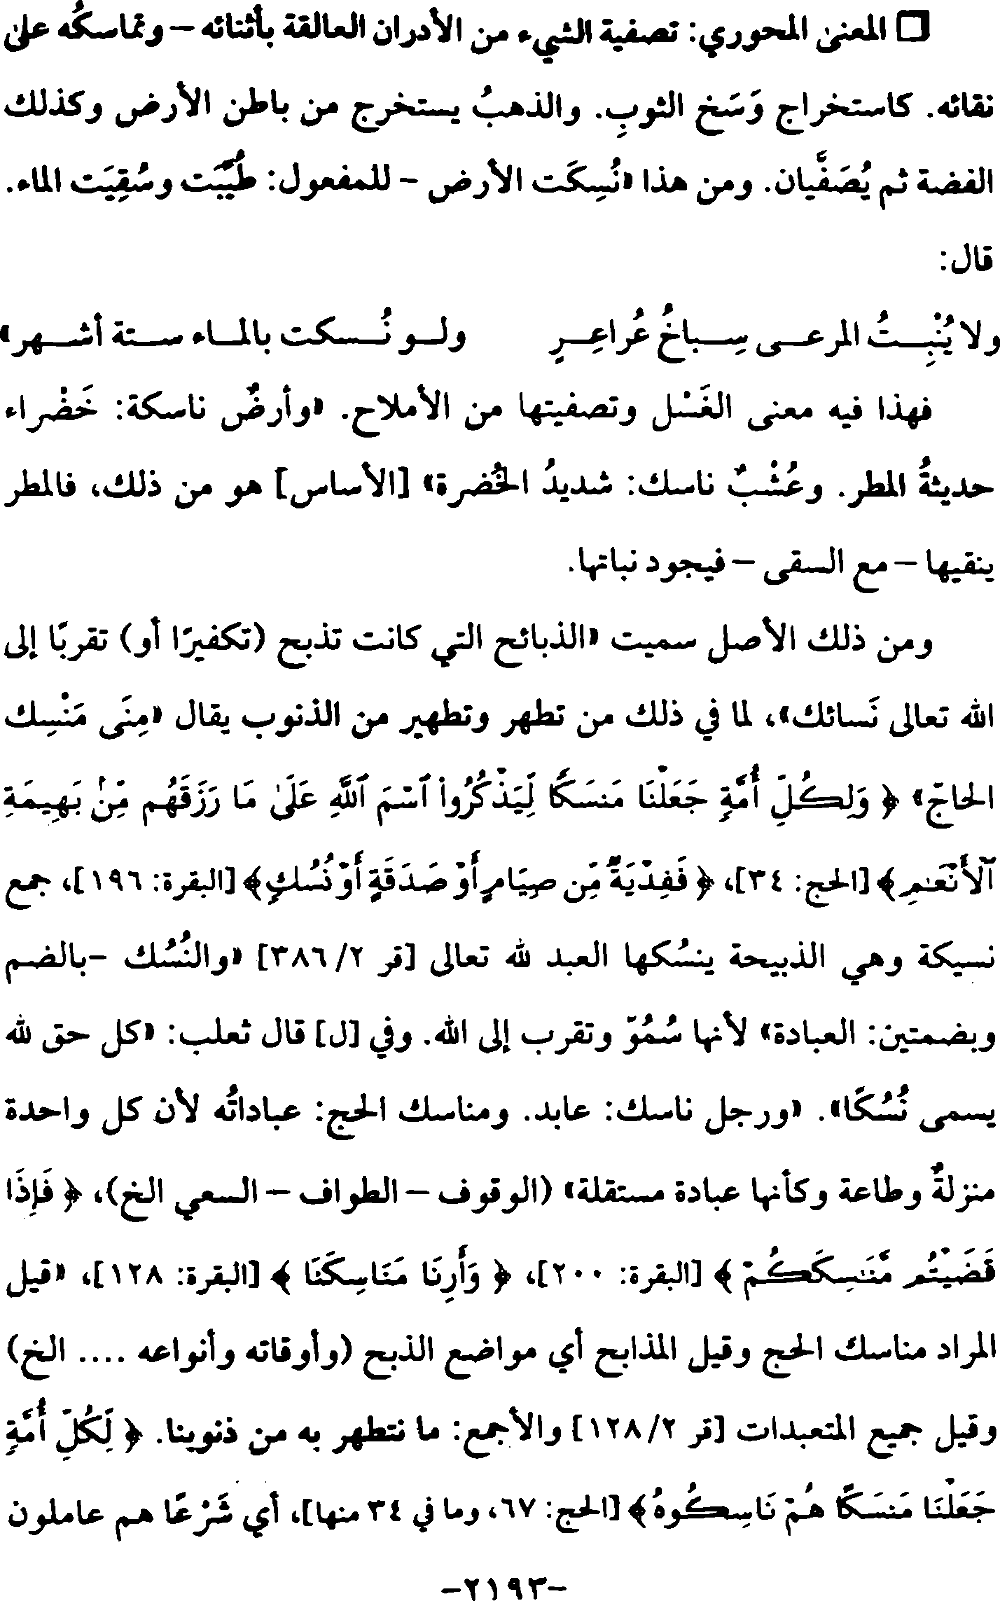 □ المعنى المحوري: تصفية الشيء من الأدران العالقة بأثنائه – وتماسكُه على
نقائه. كاستخراج وَسَخ الثوبِ. والذهبُ يستخرج من باطن الأرض وكذلك
الفضة ثم يُصَفَّيان. ومن هذا «نُسِكَت الأرض – للمفعول: طُيِّبَت وسُقِيَت الماء.
قال:
ولا يُنْبِتُ المرعى سِباخُ عُراعِرٍ ولو نُسكت بالماء ستة أشهر»
فهذا فيه معنى الغَسْل وتصفيتها من الأملاح. «وأرضٌ ناسكة: خَضْراء
حديثةُ المطر. وعُشْبٌ ناسك: شديدُ الخُضرة» [الأساس] هو من ذلك، فالمطر
ينقيها – مع السقى – فيجود نباتها.
ومن ذلك الأصل سميت «الذبائح التي كانت تذبح (تكفيرًا أو) تقربًا إلى
الله تعالى نَسائك»، لما في ذلك من تطهر وتطهير من الذنوب يقال «مِنَى مَنْسِك
الحاجّ» ﴿ وَلِكُلِّ أُمَّةٍ جَعَلْنَا مَنسَكًا لِّيَذْكُرُوا۟ ٱسْمَ ٱللَّهِ عَلَىٰ مَا رَزَقَهُم مِّنۢ بَهِيمَةِ
ٱلْأَنْعَـٰمِ﴾ [الحج: ٣٤]، ﴿ فَفِدْيَةٌ مِّن صِيَامٍ أَوْ صَدَقَةٍ أَوْ نُسُكٍ﴾ [البقرة: ١٩٦]، جمع
نسيكة وهي الذبيحة ينسُكها العبد لله تعالى [قر ٢/ ٣٨٦] «والنُسُك -بالضم
وبضمتين: العبادة» لأنها سُمُوّ وتقرب إلى الله. وفي [ل] قال ثعلب: «كل حق لله
يسمى نُسُكًا». «ورجل ناسك: عابد. ومناسك الحج: عباداتُه لأن كل واحدة
منزلةٌ وطاعة وكأنها عبادة مستقلة» (الوقوف – الطواف – السعي الخ)، ﴿ فَإِذَا
قَضَيْتُم مَّنَـٰسِكَكُمْ ﴾ [البقرة: ٢٠٠]، ﴿ وَأَرِنَا مَنَاسِكَنَا ﴾ [البقرة: ١٢٨]، «قيل
المراد مناسك الحج وقيل المذابح أي مواضع الذبح (وأوقاته وأنواعه .... الخ)
وقيل جميع المتعبدات [قر ٢/ ١٢٨] والأجمع: ما نتطهر به من ذنوبنا. ﴿ لِّكُلِّ أُمَّةٍ
جَعَلْنَا مَنسَكًا هُمْ نَاسِكُوهُ﴾ [الحج: ٦٧، وما في ٣٤ منها]، أي شَرْعًا هم عاملون
-٢١٩٣-